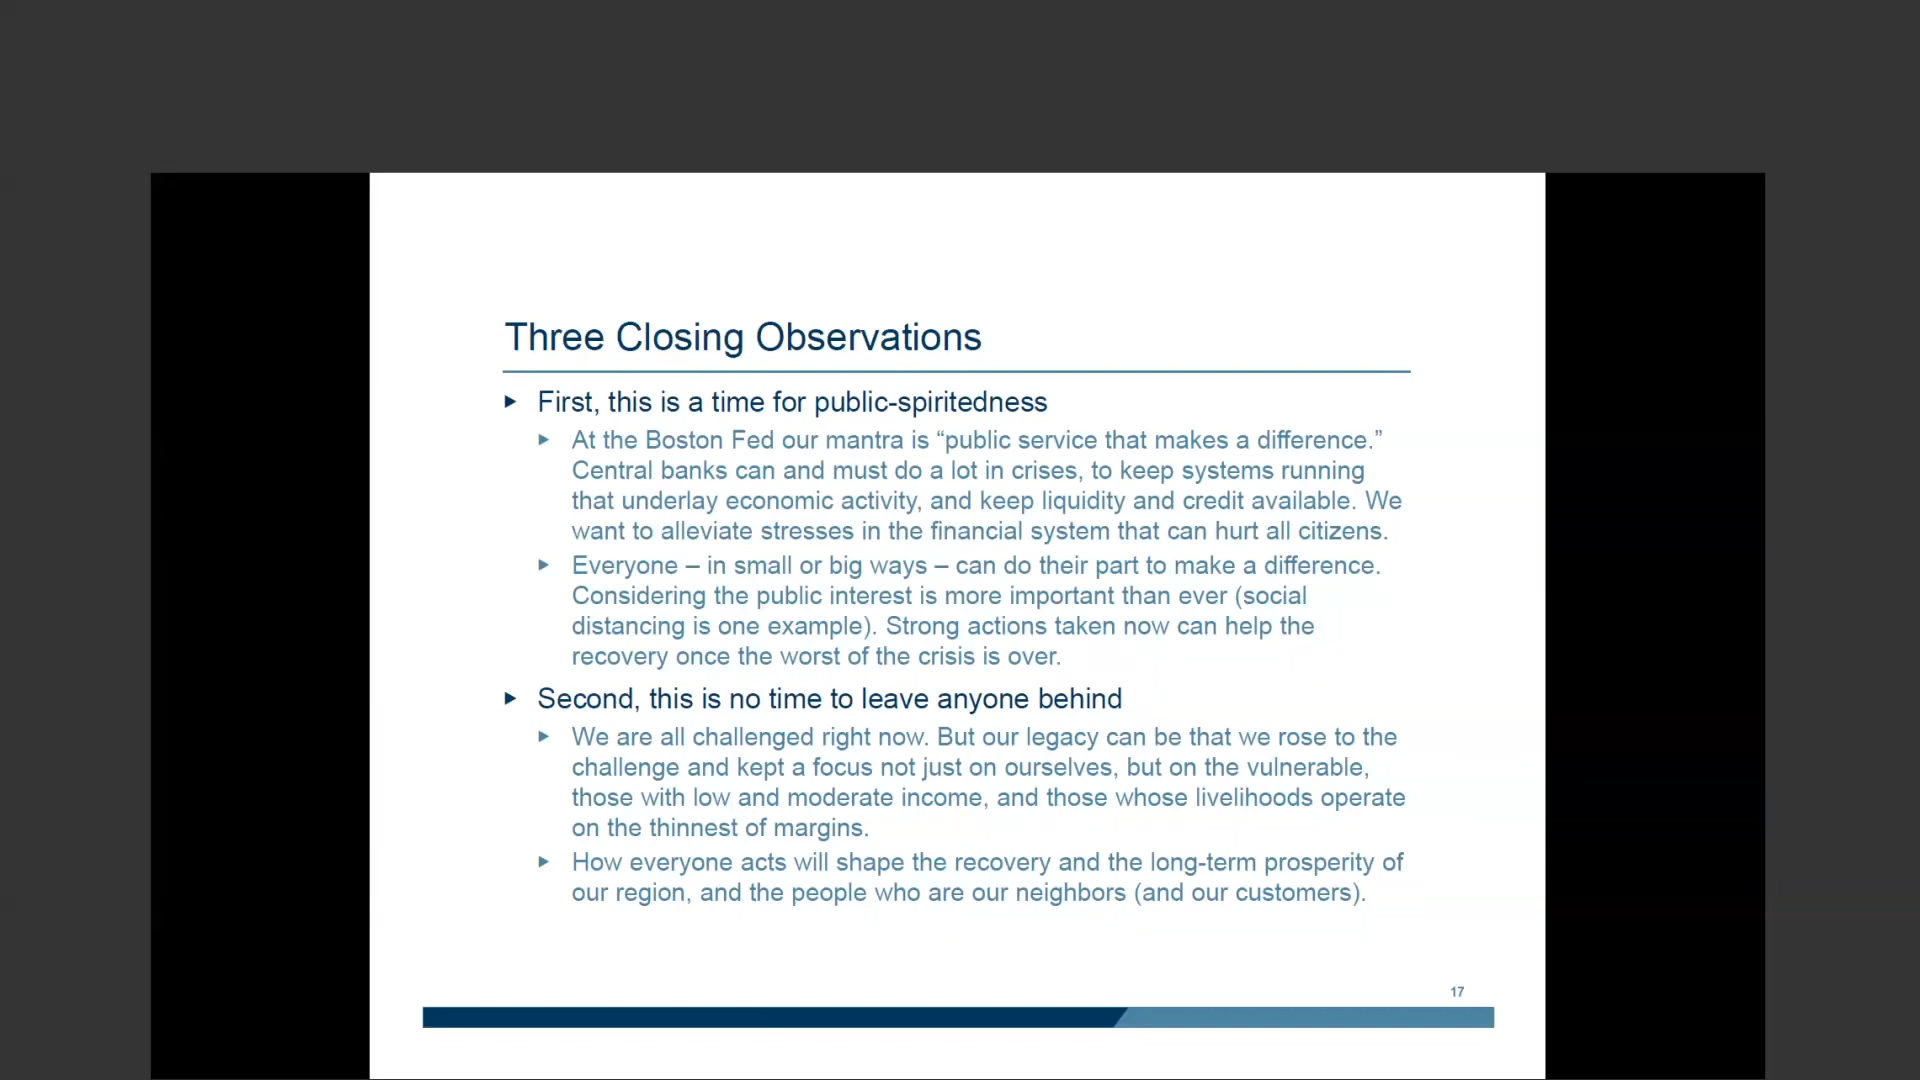 Three Closing Observations
First, this is a time for public-spiritedness
At the Boston Fed our mantra is “public service that makes a difference.”
Central banks can and must do a lot in crises, to keep systems running
that underlay economic activity, and keep liquidity and credit available. We
want to alleviate stresses in the financial system that can hurt all citizens.
Everyone – in small or big ways – can do their part to make a difference.
Considering the public interest is more important than ever (social
distancing is one example). Strong actions taken now can help the
recovery once the worst of the crisis is over.
Second, this is no time to leave anyone behind
We are all challenged right now. But our legacy can be that we rose to the
challenge and kept a focus not just on ourselves, but on the vulnerable,
those with low and moderate income, and those whose livelihoods operate
on the thinnest of margins.
How everyone acts will shape the recovery and the long-term prosperity of
our region, and the people who are our neighbors (and our customers).
17